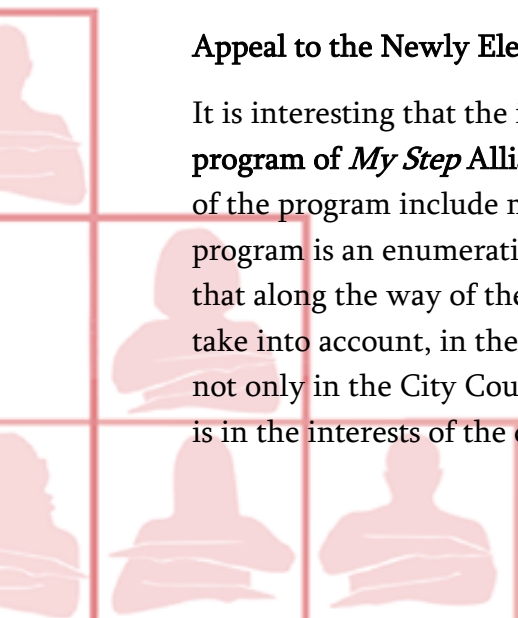 Appeal to the Newly Ele
It is interesting that the
program of My Step Alli
of the program include
program is an enumerati
that along the way of the
take into account, in the
not only in the City Cou
is in the interests of the